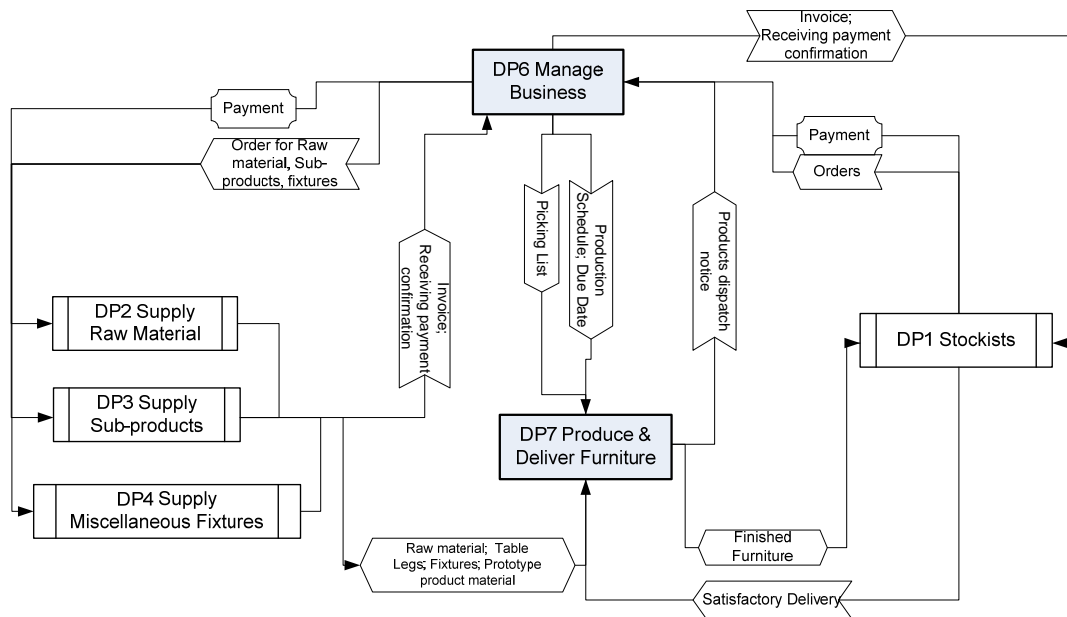 Invoice;
Receiving payment
confirmation
DP6 Manage
Business
Payment
Payment
Order for Raw
material, Sub-
products, fixtures
Orders
Picking List
Production
Schedule; Due Date
Products dispatch
notice
Invoice;
Receiving payment
confirmation
DP2 Supply
Raw Material
DP1 Stockists
DP3 Supply
Sub-products
DP7 Produce &
Deliver Furniture
DP4 Supply
Miscellaneous Fixtures
Raw material; Table
Legs; Fixtures; Prototype
product material
Finished
Furniture
Satisfactory Delivery